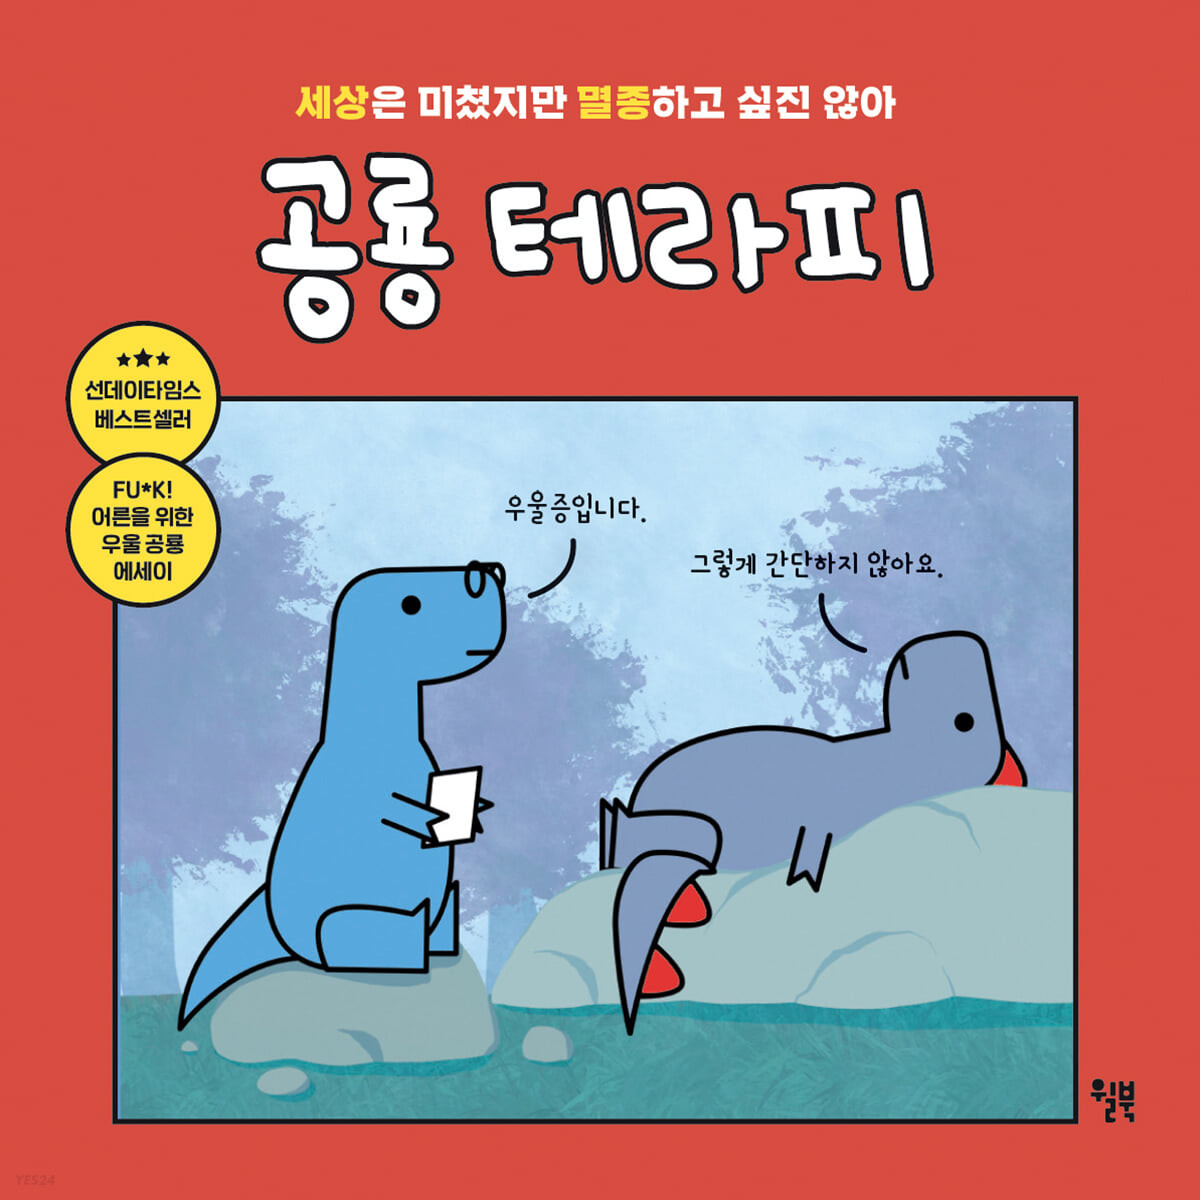 세상은 미쳤지만 멸종하고 싶진 않아
공룡 테라피
선데이타임스
베스트셀러
FU*K!
어른을 위한
우울 공룡
에세이
우울증입니다.
그렇게 간단하지 않아요.
윌북
YES24